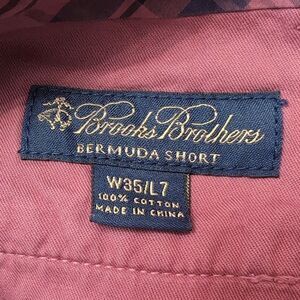 Brooks Brothers
BERMUDA SHORT
W35/L7
100% COTTON
MADE IN CHINA